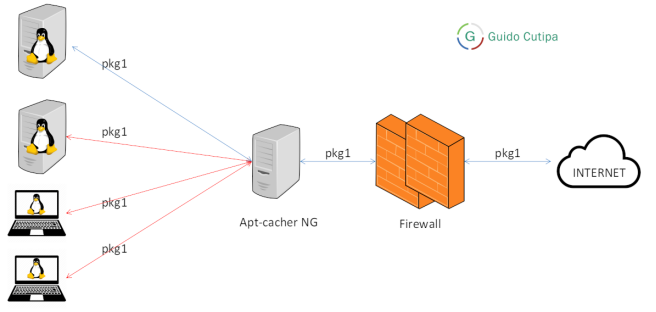 G Guido Cutipa
pkg1
pkg1
pkg1
pkg1
pkg1
pkg1
INTERNET
Apt-cacher NG
Firewall